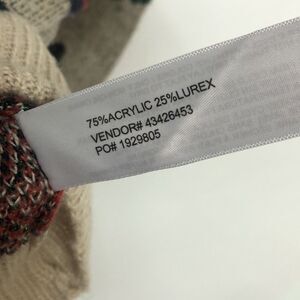 75%ACRYLIC 25%LUREX
VENDOR# 43426453
PO# 1929805